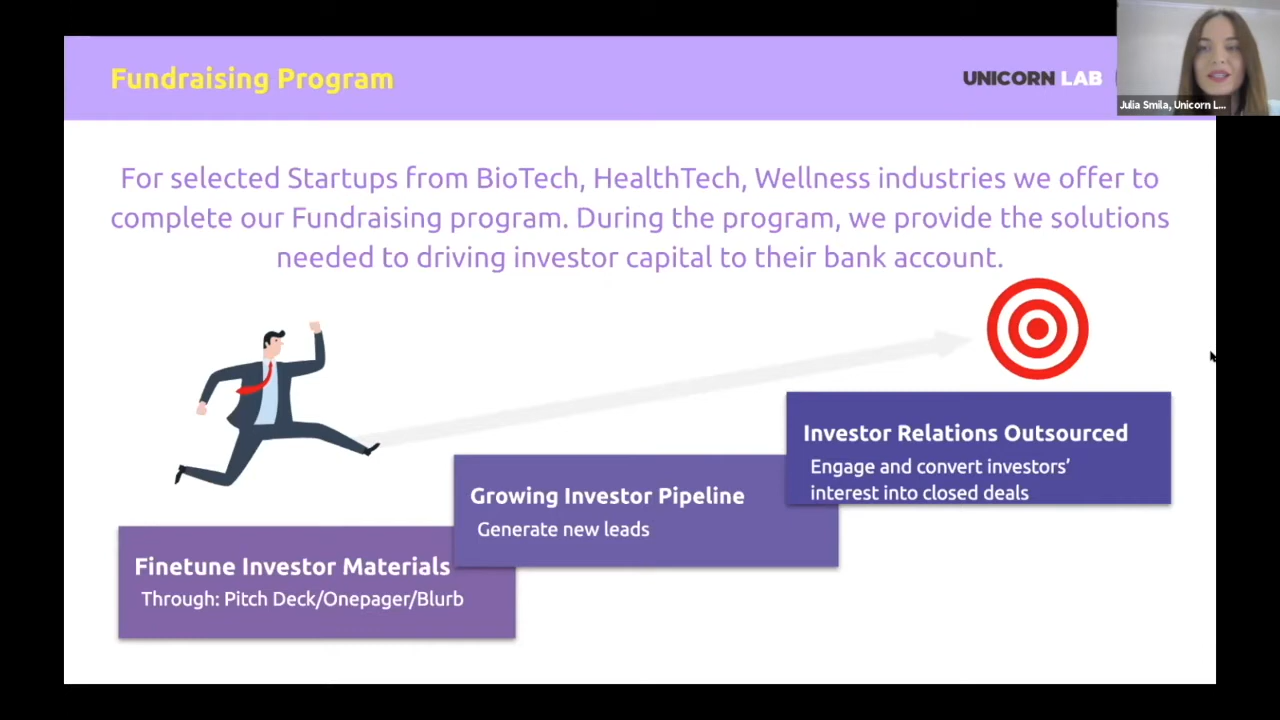 Fundraising Program
UNICORN LAB
Julia Smila, Unicorn L...
For selected Startups from BioTech, HealthTech, Wellness industries we offer to
complete our Fundraising program. During the program, we provide the solutions
needed to driving investor capital to their bank account.
Investor Relations Outsourced
Engage and convert investors’
interest into closed deals
Growing Investor Pipeline
Generate new leads
Finetune Investor Materials
Through: Pitch Deck/Onepager/Blurb